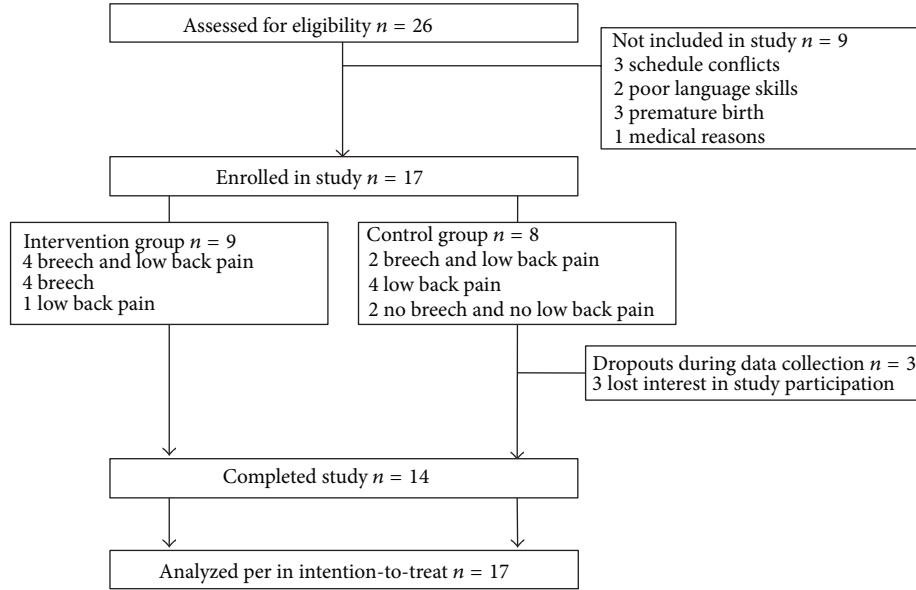 Assessed for eligibility n = 26
Not included in study n = 9
3 schedule conflicts
2 poor language skills
3 premature birth
1 medical reasons
Enrolled in study n = 17
Intervention group n = 9
4 breech and low back pain
4 breech
1 low back pain
Control group n = 8
2 breech and low back pain
4 low back pain
2 no breech and no low back pain
Dropouts during data collection n = 3
3 lost interest in study participation
Completed study n = 14
Analyzed per in intention-to-treat n = 17